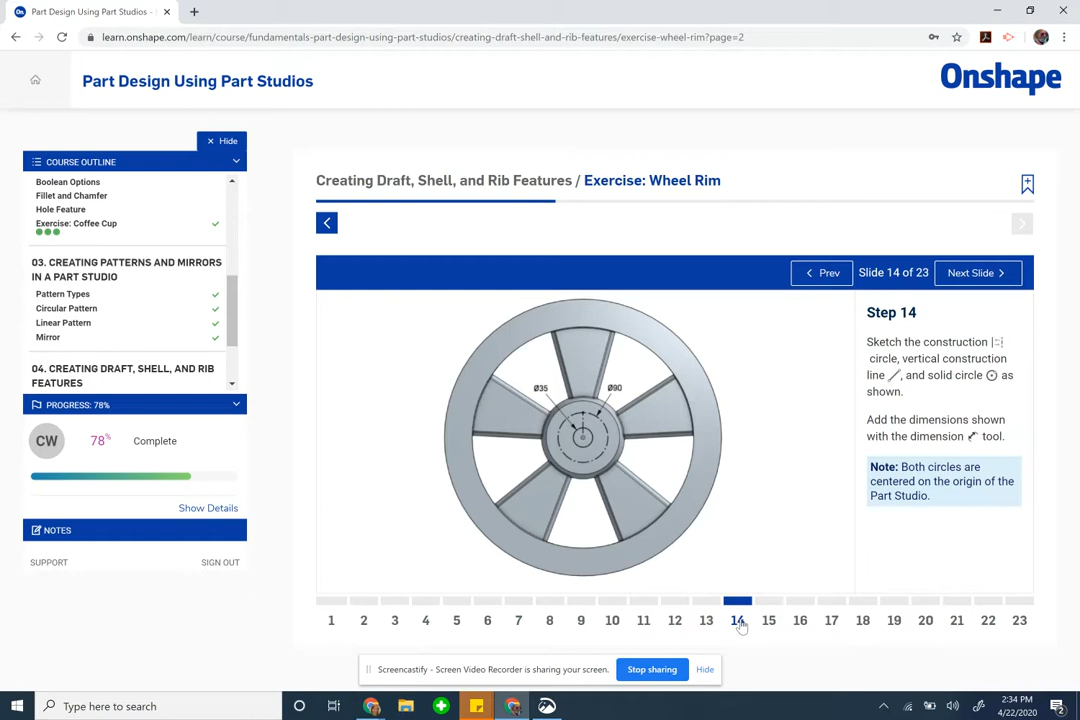 Part Design Using Part Studios -
learn.onshape.com/learn/course/fundamentals-part-design-using-part-studios/creating-draft-shell-and-rib-features/exercise-wheel-rim?page=2
Part Design Using Part Studios
Onshape
Hide
COURSE OUTLINE
Boolean Options
Fillet and Chamfer
Hole Feature
Exercise: Coffee Cup
03. CREATING PATTERNS AND MIRRORS
IN A PART STUDIO
Pattern Types
Circular Pattern
Linear Pattern
Mirror
04. CREATING DRAFT, SHELL, AND RIB
FEATURES
PROGRESS: 78%
CW
78%
Complete
Show Details
NOTES
SUPPORT
SIGN OUT
Creating Draft, Shell, and Rib Features / Exercise: Wheel Rim
Prev
Slide 14 of 23
Next Slide
Ø35
Ø90
Step 14
Sketch the construction
circle, vertical construction
line , and solid circle as
shown.
Add the dimensions shown
with the dimension tool.
Note: Both circles are
centered on the origin of the
Part Studio.
1 2 3 4 5 6 7 8 9 10 11 12 13 14 15 16 17 18 19 20 21 22 23
Screencastify - Screen Video Recorder is sharing your screen.
Stop sharing
Hide
Type here to search
2:34 PM
4/22/2020
2